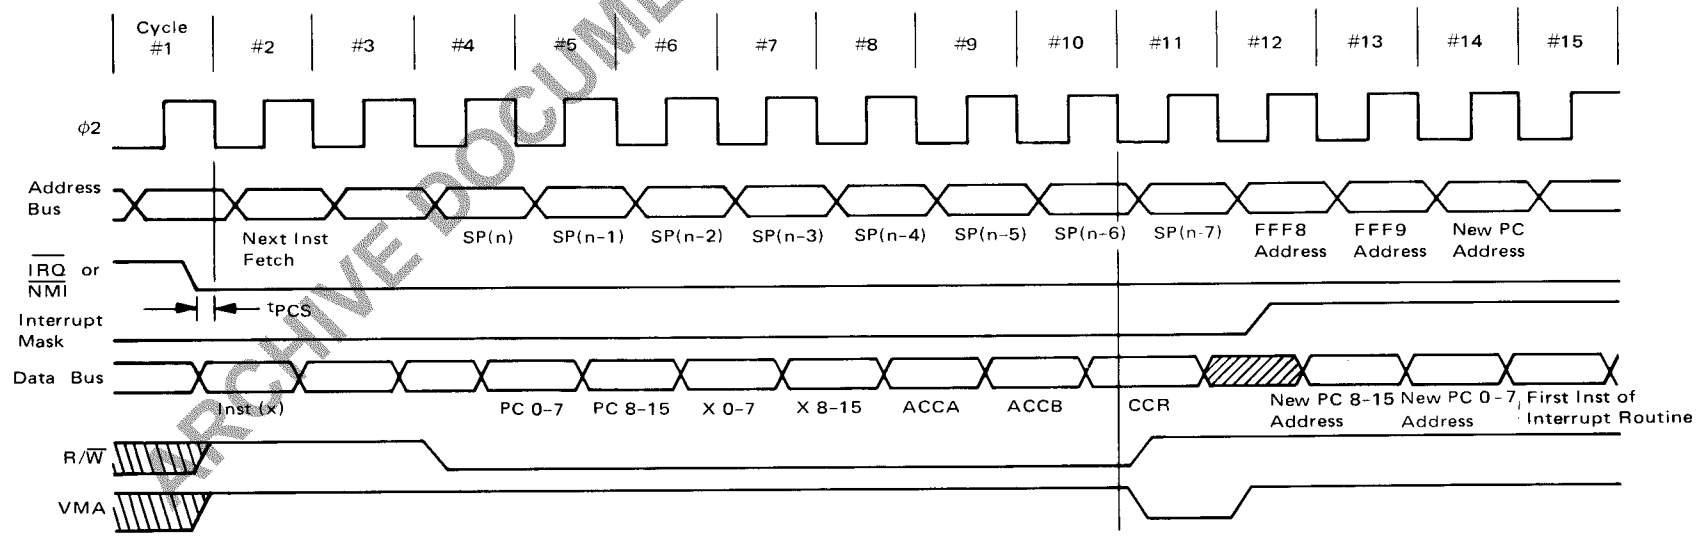 Cycle
#1 #2 #3 #4 #5 #6 #7 #8 #9 #10 #11 #12 #13 #14 #15
ϕ2
Address
Bus
Next Inst
Fetch
SP(n) SP(n-1) SP(n-2) SP(n-3) SP(n-4) SP(n-5) SP(n-6) SP(n-7)
FFF8
Address
FFF9
Address
New PC
Address
IRQ or
NMI
tPCS
Interrupt
Mask
Data Bus
Inst (x) PC 0-7 PC 8-15 X 0-7 X 8-15 ACCA ACCB CCR
New PC 8-15
Address
New PC 0-7
Address
First Inst of
Interrupt Routine
R/W
VMA
ARCHIVE DOCUME